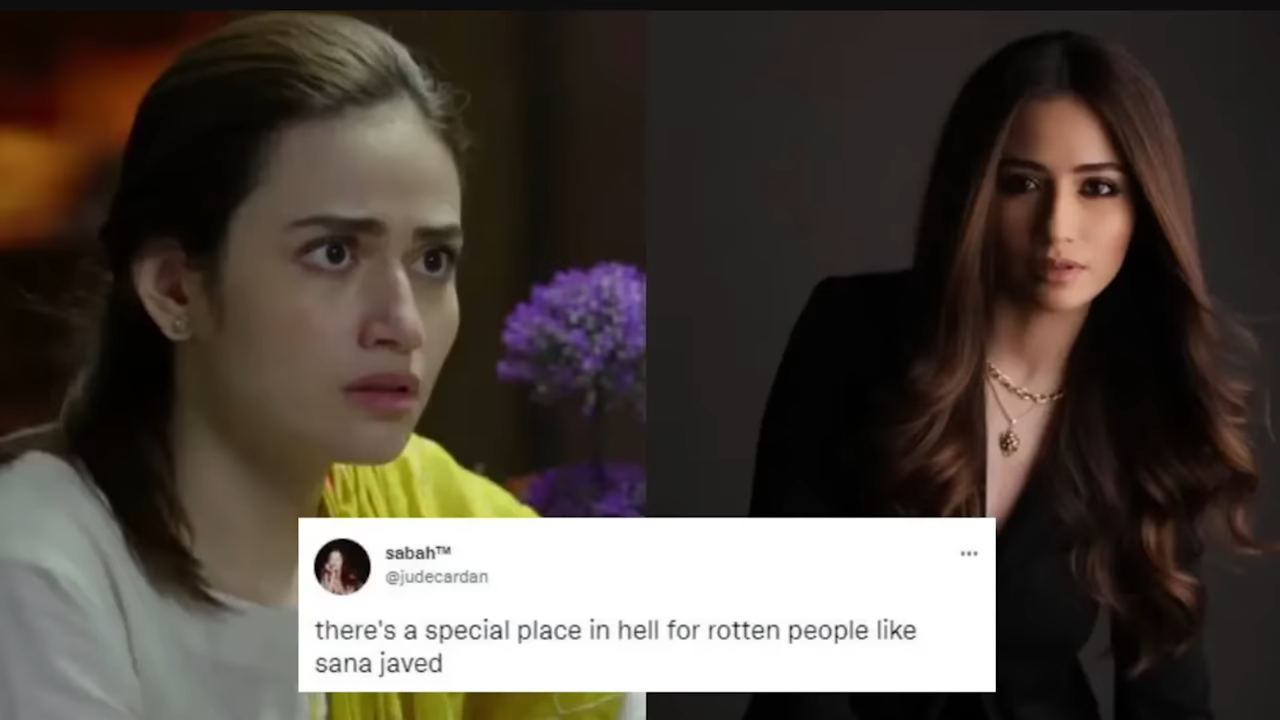 sabah™
@judecardan
there's a special place in hell for rotten people like
sana javed